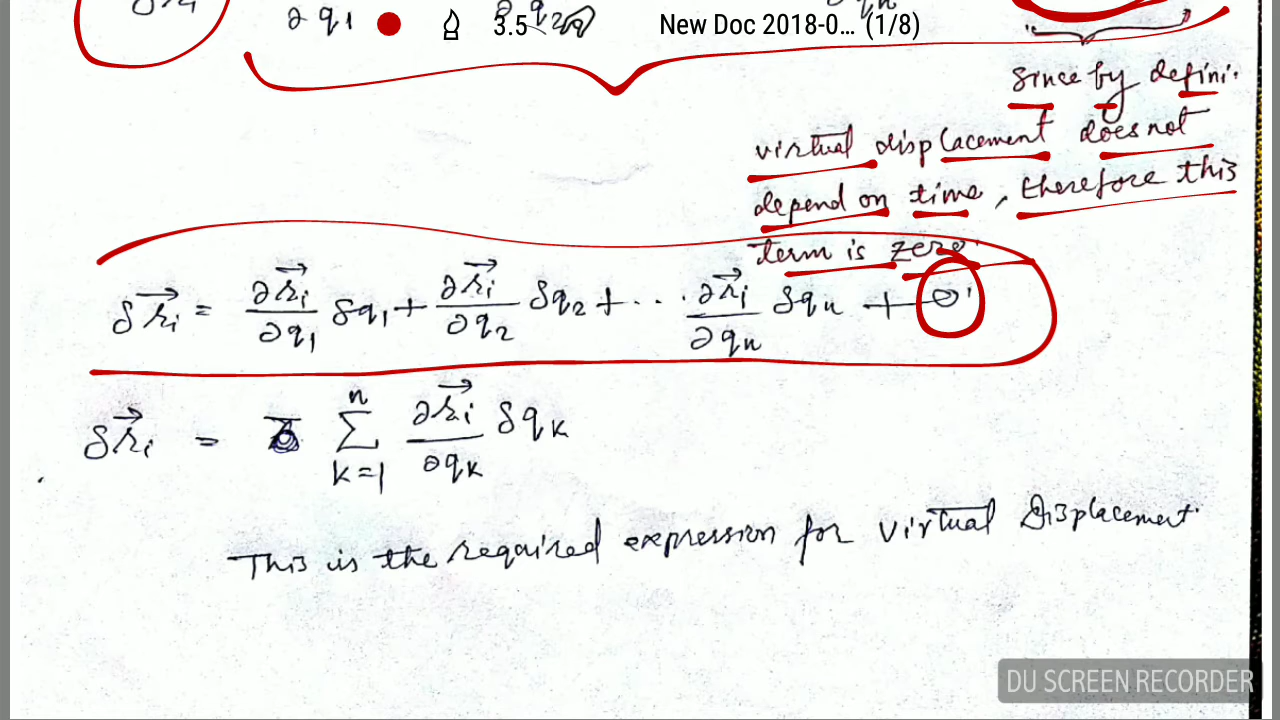 ∂q₁ 3.5 ∂q₂ New Doc 2018-0... (1/8)
since by defini.
virtual displacement does not
depend on time, therefore this
term is zero.
δr⃗ᵢ = ∂r⃗ᵢ/∂q₁ δq₁ + ∂r⃗ᵢ/∂q₂ δq₂ + ... ∂r⃗ᵢ/∂qₙ δqₙ + 0
δr⃗ᵢ = Σₖ₌₁ⁿ ∂r⃗ᵢ/∂qₖ δqₖ
This is the required expression for virtual Displacement.
DU SCREEN RECORDER